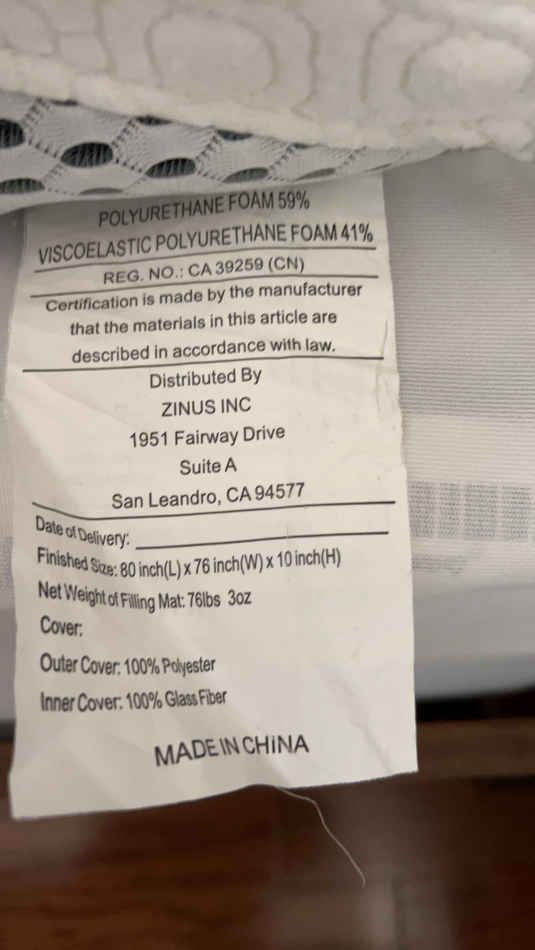 POLYURETHANE FOAM 59%
VISCOELASTIC POLYURETHANE FOAM 41%
REG. NO.: CA 39259 (CN)
Certification is made by the manufacturer
that the materials in this article are
described in accordance with law.
Distributed By
ZINUS INC
1951 Fairway Drive
Suite A
San Leandro, CA 94577
Date of Delivery:
Finished Size: 80 inch(L) x 76 inch(W) x 10 inch(H)
Net Weight of Filling Mat: 76lbs 3oz
Cover:
Outer Cover: 100% Polyester
Inner Cover: 100% Glass Fiber
MADE IN CHINA